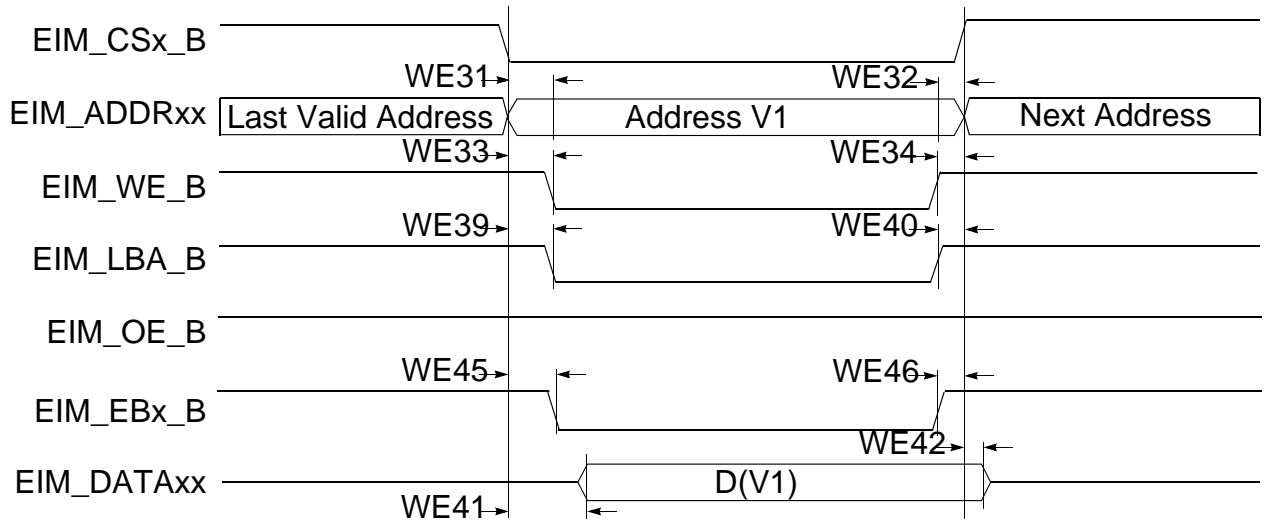 EIM_CSx_B
WE31 WE32
EIM_ADDRxx Last Valid Address Address V1 Next Address
WE33 WE34
EIM_WE_B
WE39 WE40
EIM_LBA_B
EIM_OE_B
WE45 WE46
EIM_EBx_B
WE42
EIM_DATAxx D(V1)
WE41